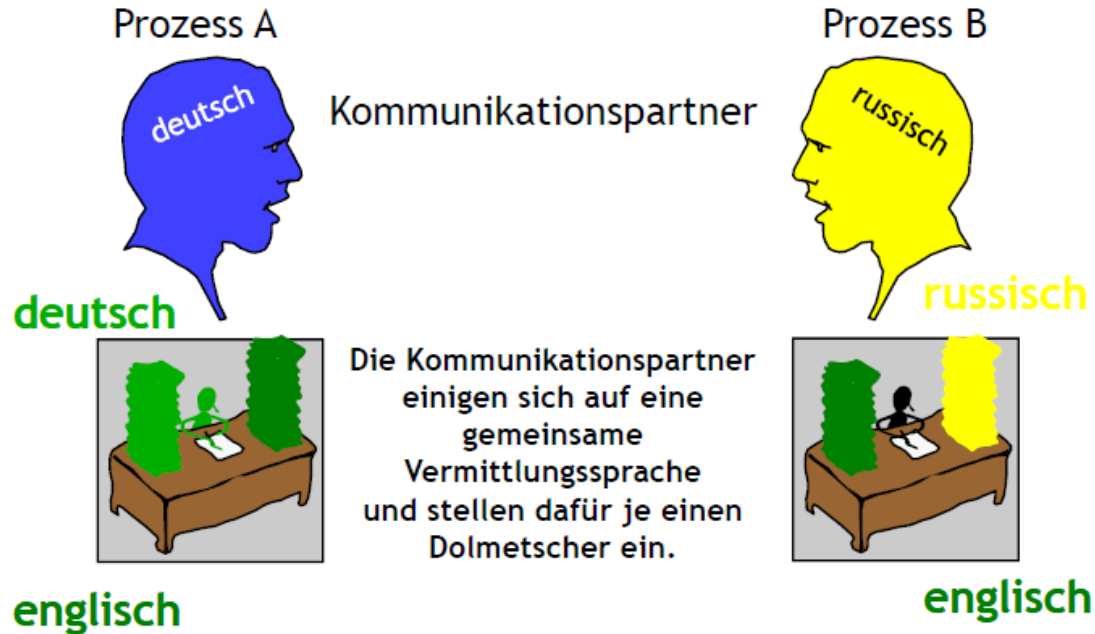 Prozess A
Prozess B
deutsch
Kommunikationspartner
russisch
deutsch
russisch
Die Kommunikationspartner
einigen sich auf eine
gemeinsame
Vermittlungssprache
und stellen dafür je einen
Dolmetscher ein.
englisch
englisch